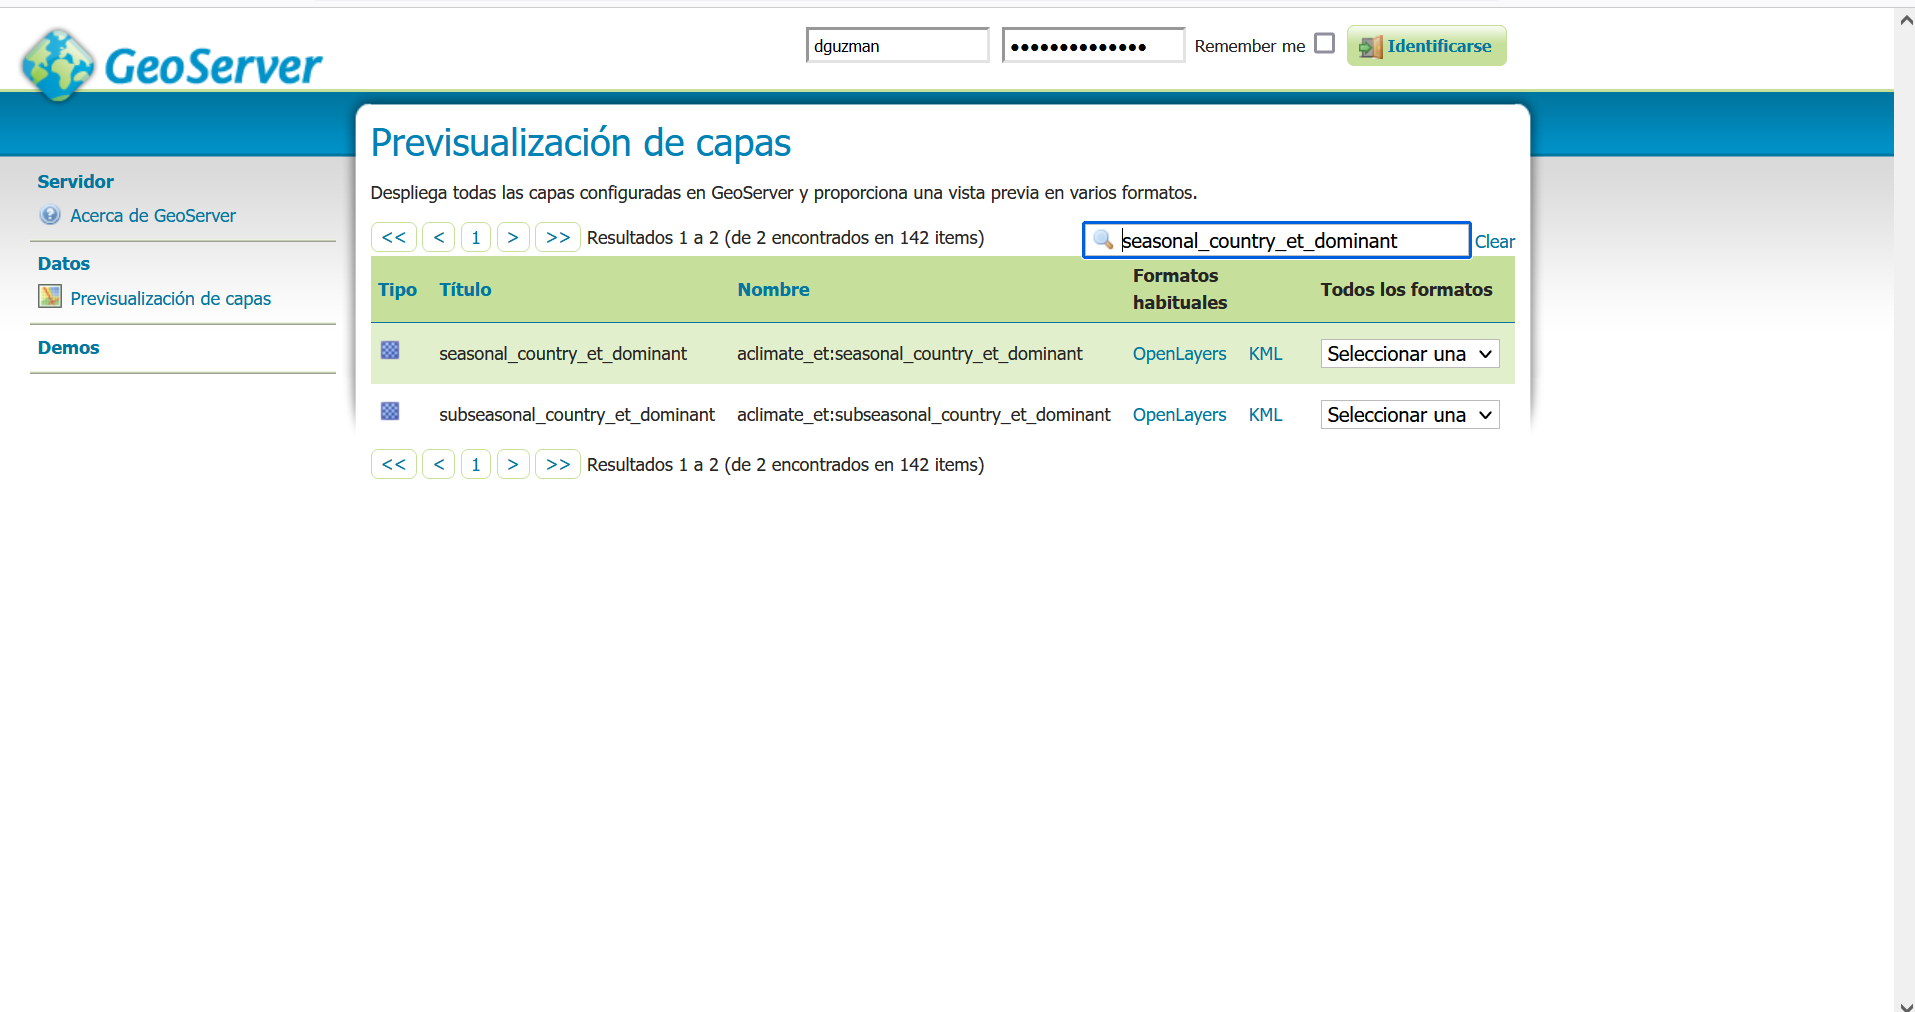 GeoServer
dguzman
Remember me
Identificarse
Servidor
Acerca de GeoServer
Datos
Previsualización de capas
Demos
Previsualización de capas
Despliega todas las capas configuradas en GeoServer y proporciona una vista previa en varios formatos.
<< < 1 > >> Resultados 1 a 2 (de 2 encontrados en 142 items)
seasonal_country_et_dominant Clear
Tipo Título Nombre Formatos habituales Todos los formatos
seasonal_country_et_dominant aclimate_et:seasonal_country_et_dominant OpenLayers KML Seleccionar una
subseasonal_country_et_dominant aclimate_et:subseasonal_country_et_dominant OpenLayers KML Seleccionar una
<< < 1 > >> Resultados 1 a 2 (de 2 encontrados en 142 items)